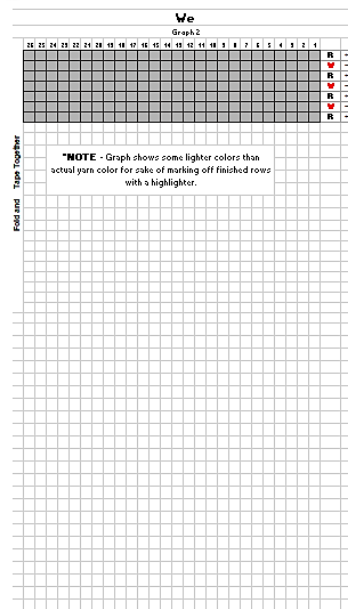 We
Graph 2
26 25 24 23 22 21 20 19 18 17 16 15 14 13 12 11 10 9 8 7 6 5 4 3 2 1
R
W
R
W
R
W
R
Fold and Tape Together
*NOTE - Graph shows some lighter colors than
actual yarn color for sake of marking off finished rows
with a highlighter.